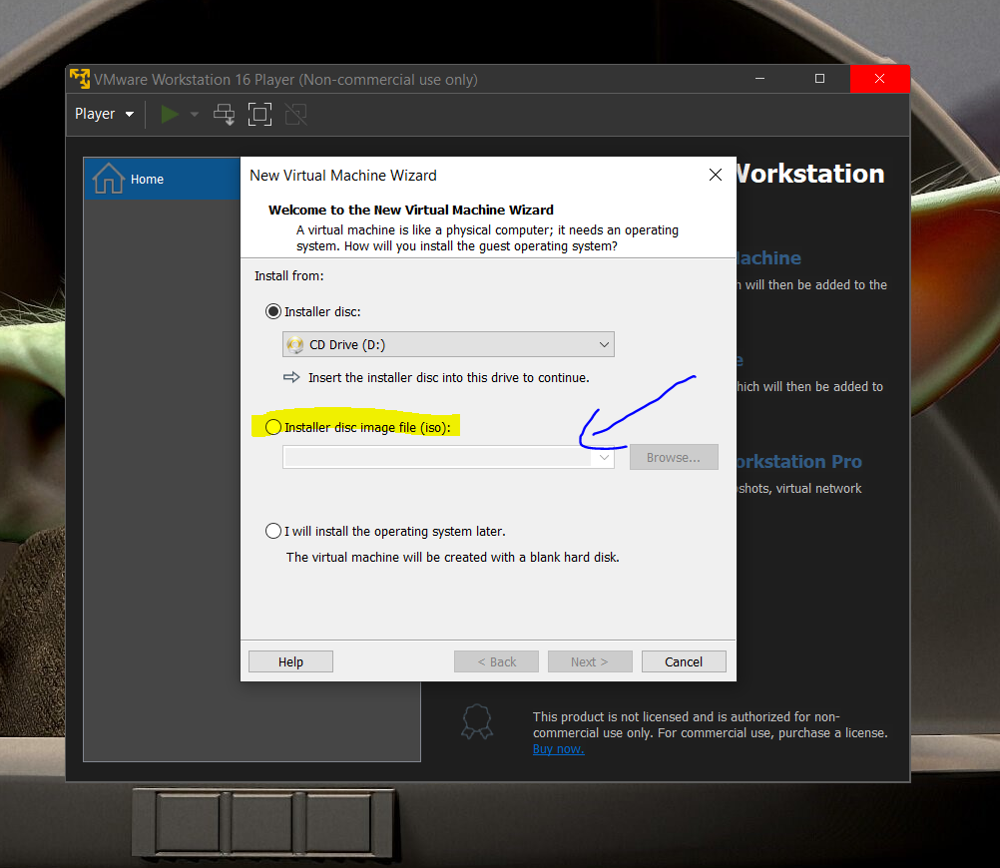 VMware Workstation 16 Player (Non-commercial use only)
Player
Home
Workstation
New Virtual Machine Wizard
Welcome to the New Virtual Machine Wizard
A virtual machine is like a physical computer; it needs an operating
system. How will you install the guest operating system?
Install from:
Installer disc:
CD Drive (D:)
Insert the installer disc into this drive to continue.
Installer disc image file (iso):
Browse...
I will install the operating system later.
The virtual machine will be created with a blank hard disk.
Help
< Back
Next >
Cancel
achine
will then be added to the
e
hich will then be added to
orkstation Pro
pshots, virtual network
This product is not licensed and is authorized for non-
commercial use only. For commercial use, purchase a license.
Buy now.